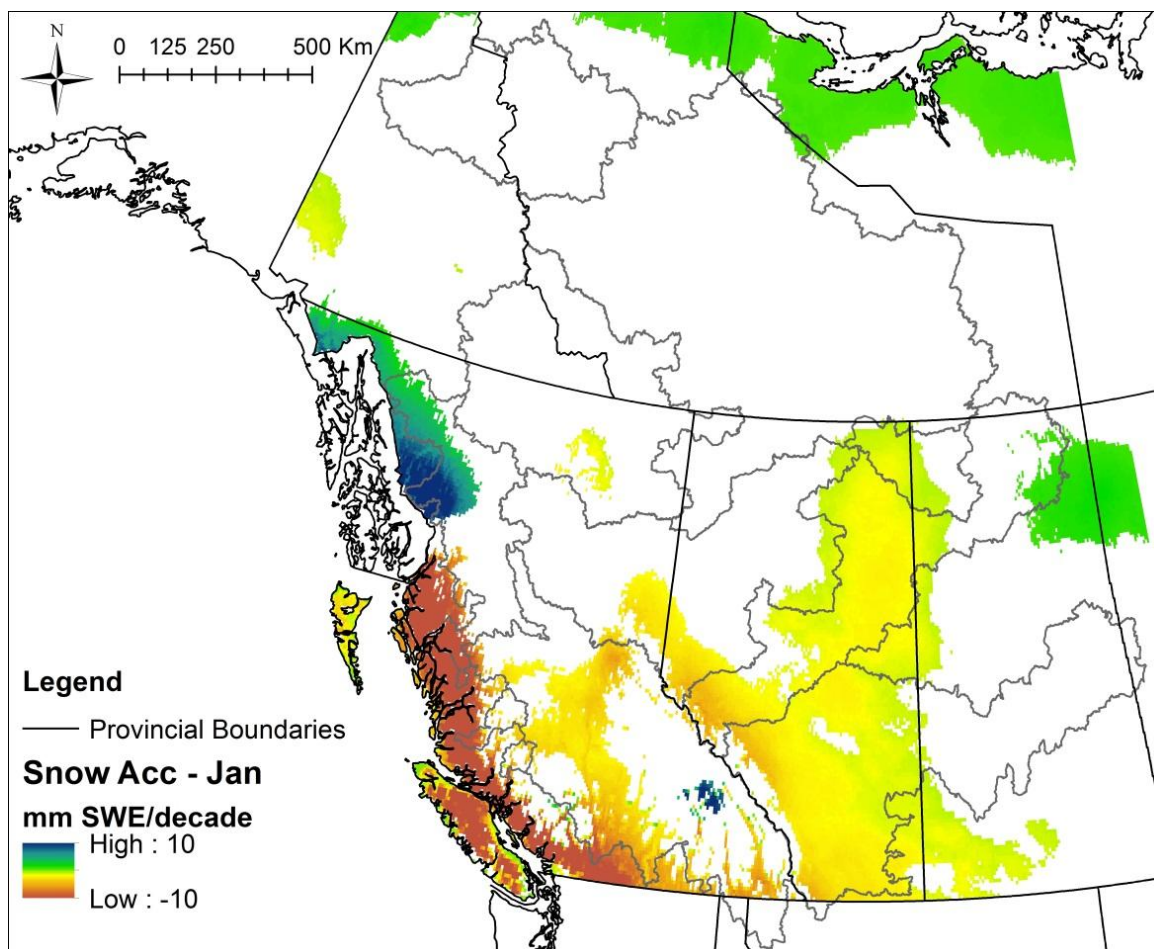 N
0 125 250 500 Km
Legend
Provincial Boundaries
Snow Acc - Jan
mm SWE/decade
High : 10
Low : -10